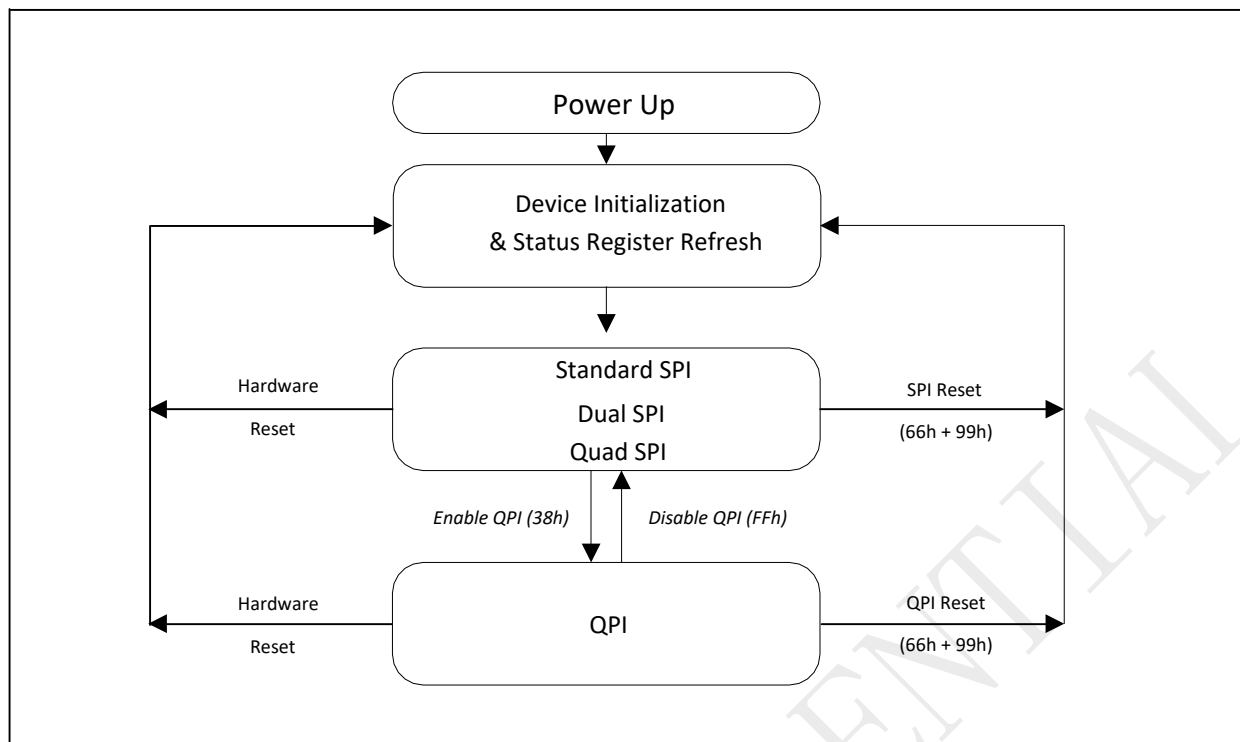 Power Up
Device Initialization
& Status Register Refresh
Standard SPI
Dual SPI
Quad SPI
Hardware
Reset
SPI Reset
(66h + 99h)
Enable QPI (38h)
Disable QPI (FFh)
QPI
Hardware
Reset
QPI Reset
(66h + 99h)
ENTIAL